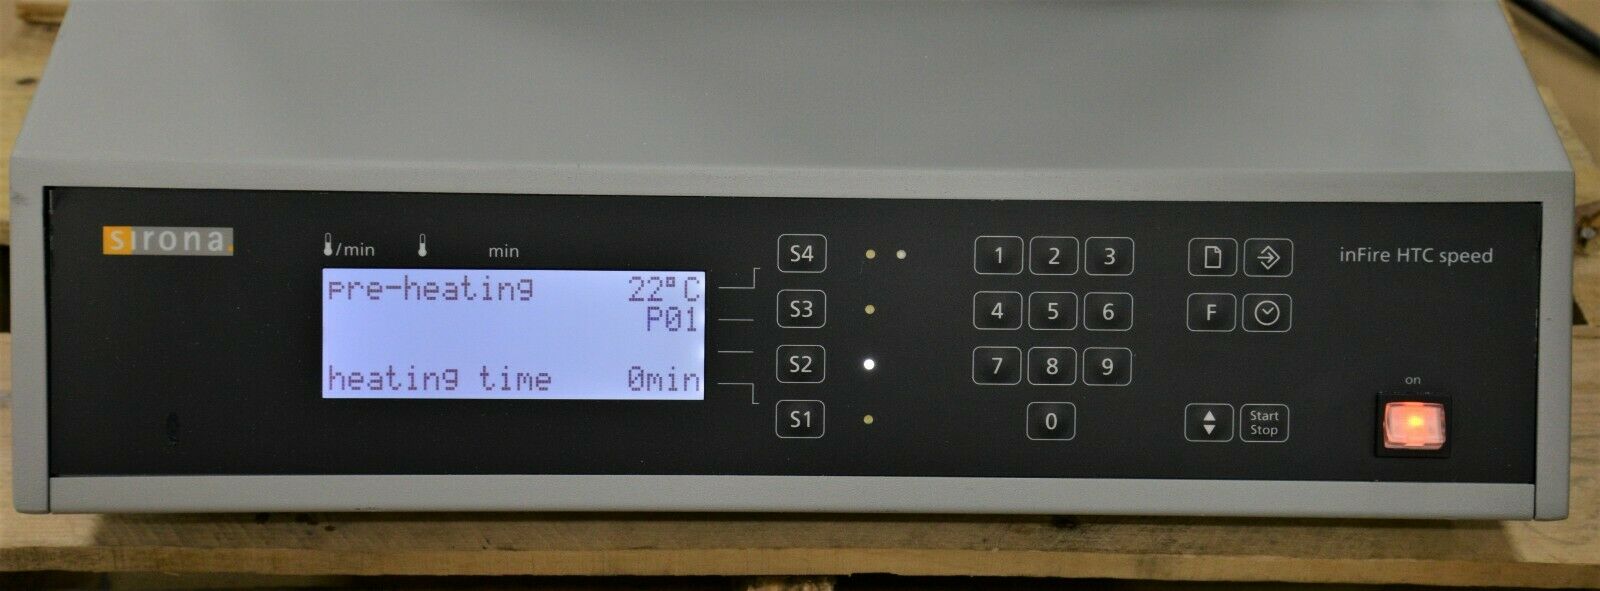 sirona.
/min min
pre-heating 22°C
P01
heating time 0min
S4
S3
S2
S1
1 2 3
4 5 6
7 8 9
0
F
Start
Stop
inFire HTC speed
on